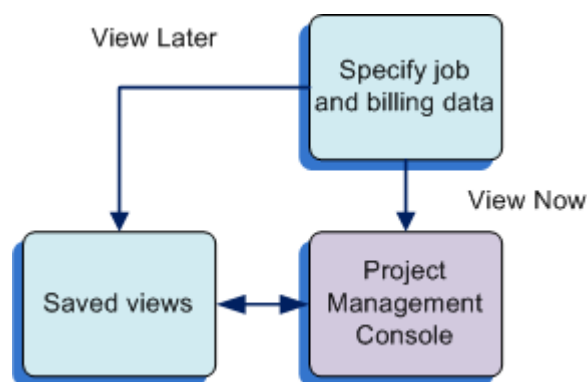 View Later
Specify job
and billing data
View Now
Saved views
Project
Management
Console